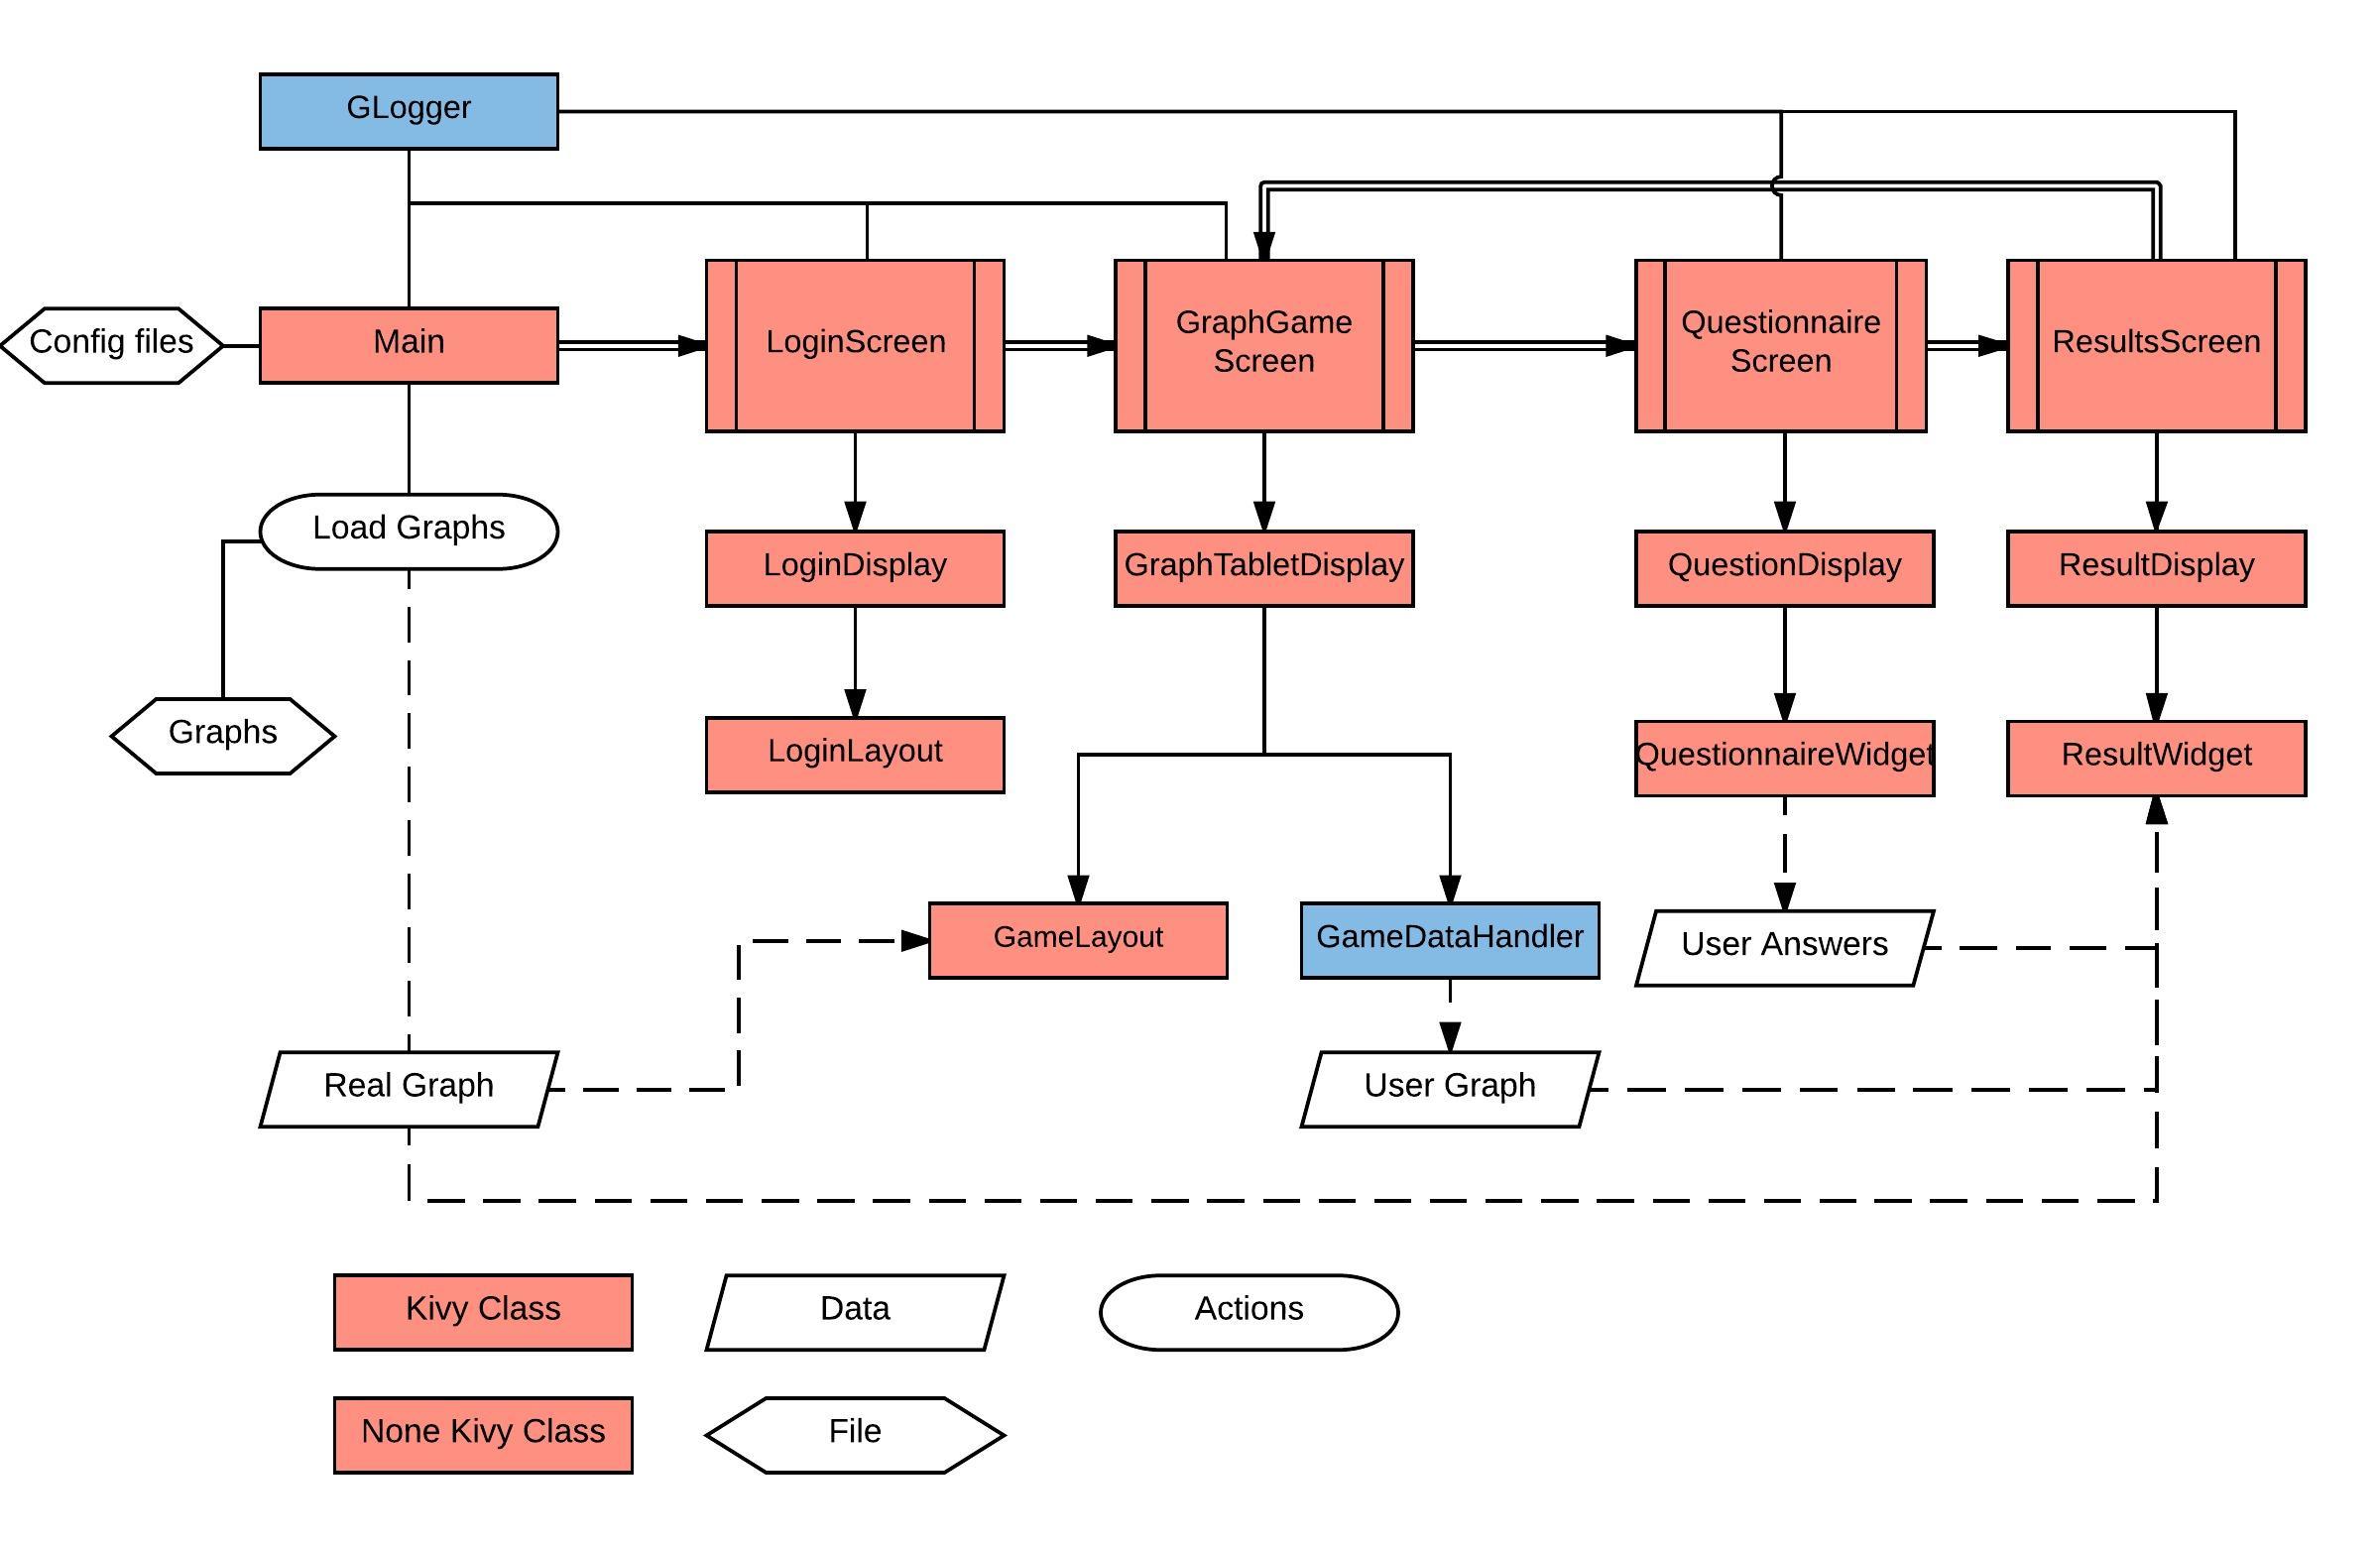 GLogger
Config files
Main
LoginScreen
GraphGame
Screen
Questionnaire
Screen
ResultsScreen
Load Graphs
LoginDisplay
GraphTabletDisplay
QuestionDisplay
ResultDisplay
Graphs
LoginLayout
QuestionnaireWidget
ResultWidget
GameLayout
GameDataHandler
User Answers
Real Graph
User Graph
Kivy Class
Data
Actions
None Kivy Class
File